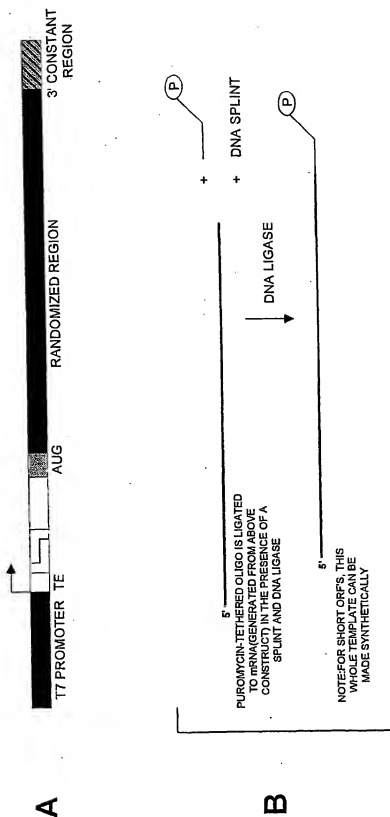 A
T7 PROMOTER TE
AUG
RANDOMIZED REGION
3' CONSTANT
REGION
B
5'
+
P
PUROMYCIN-TETHERED OLIGO IS LIGATED
TO mRNA(GENERATED FROM ABOVE
CONSTRUCT) IN THE PRESENCE OF A
SPLINT AND DNA LIGASE
+ DNA SPLINT
DNA LIGASE
5'
P
NOTE:FOR SHORT ORF'S, THIS
WHOLE TEMPLATE CAN BE
MADE SYNTHETICALLY